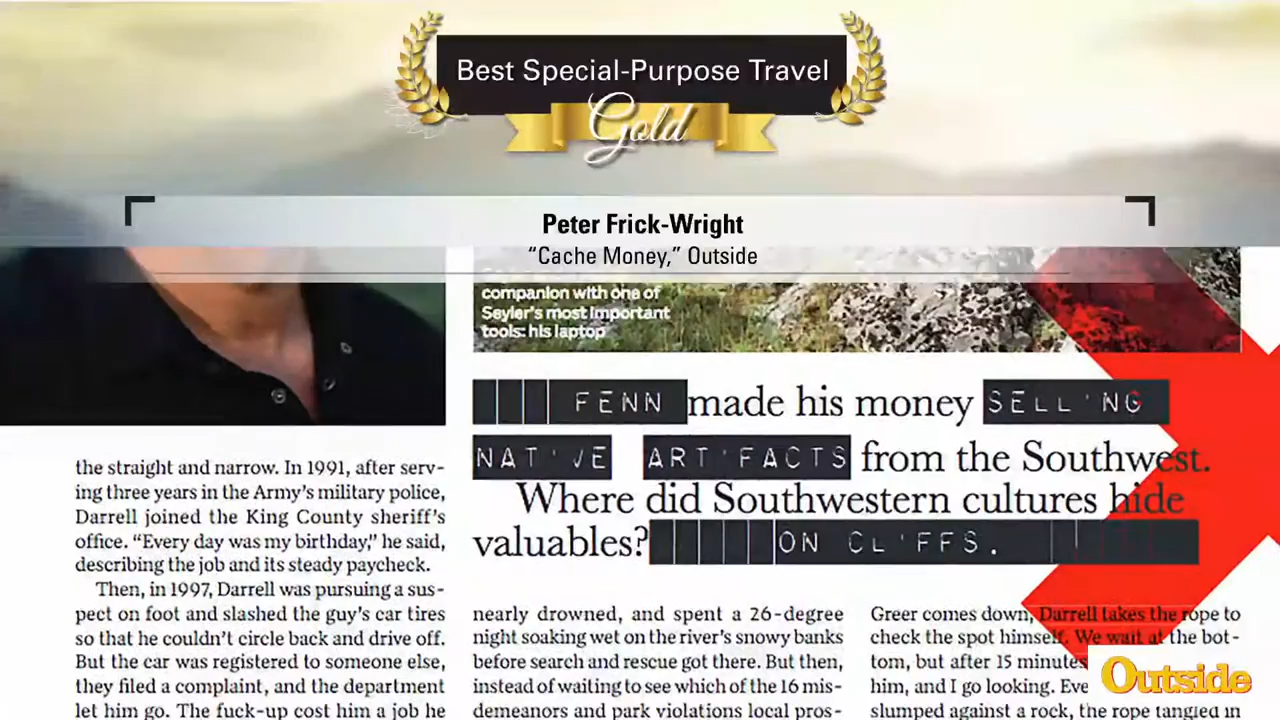 Best Special-Purpose Travel
Gold
Peter Frick-Wright
“Cache Money,” Outside
companion with one of
Seyler's most important
tools: his laptop
FENN made his money SELLING
NATIVE ARTIFACTS from the Southwest.
Where did Southwestern cultures hide
valuables? ON CLIFFS.
the straight and narrow. In 1991, after serv-
ing three years in the Army's military police,
Darrell joined the King County sheriff's
office. “Every day was my birthday,” he said,
describing the job and its steady paycheck.
Then, in 1997, Darrell was pursuing a sus-
pect on foot and slashed the guy's car tires
so that he couldn't circle back and drive off.
But the car was registered to someone else,
they filed a complaint, and the department
let him go. The fuck-up cost him a job he
nearly drowned, and spent a 26-degree
night soaking wet on the river's snowy banks
before search and rescue got there. But then,
instead of waiting to see which of the 16 mis-
demeanors and park violations local pros-
Greer comes down, Darrell takes the rope to
check the spot himself. We wait at the bot-
tom, but after 15 minutes
him, and I go looking. Eve
slumped against a rock, the rope tangled in
Outside